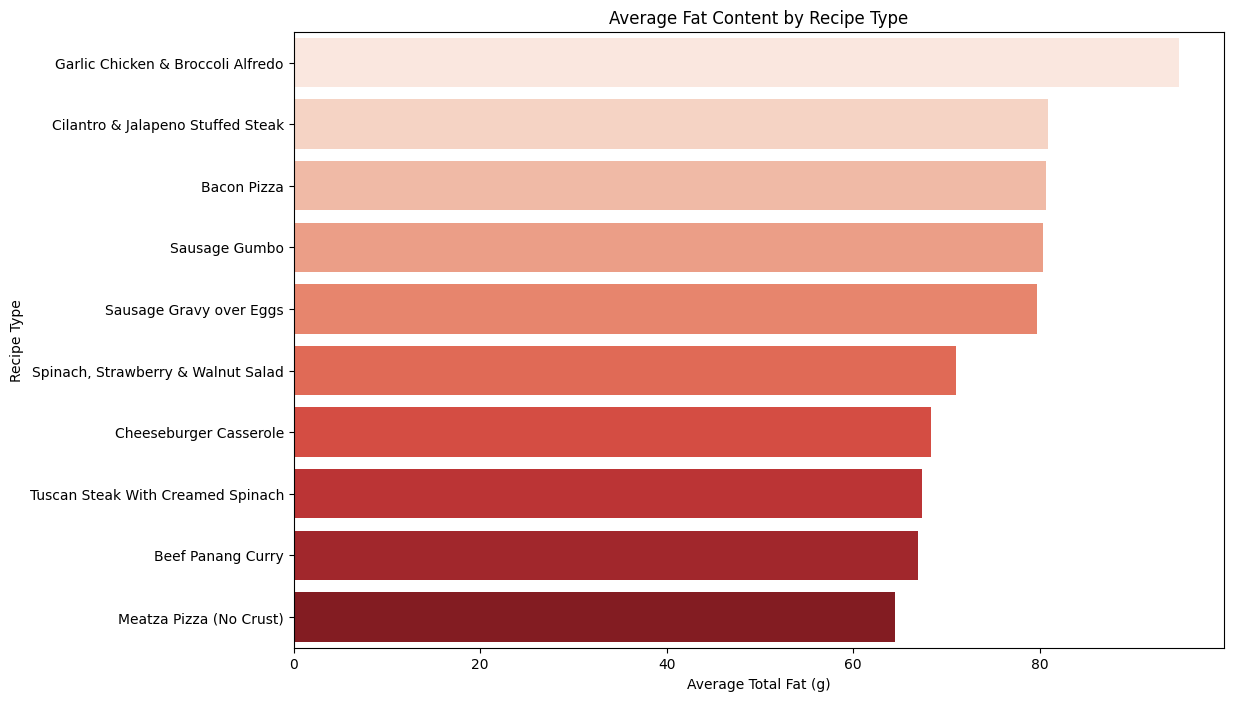 Average Fat Content by Recipe Type
Garlic Chicken & Broccoli Alfredo
Cilantro & Jalapeno Stuffed Steak
Bacon Pizza
Sausage Gumbo
Sausage Gravy over Eggs
Spinach, Strawberry & Walnut Salad
Cheeseburger Casserole
Tuscan Steak With Creamed Spinach
Beef Panang Curry
Meatza Pizza (No Crust)
Recipe Type
0 20 40 60 80
Average Total Fat (g)